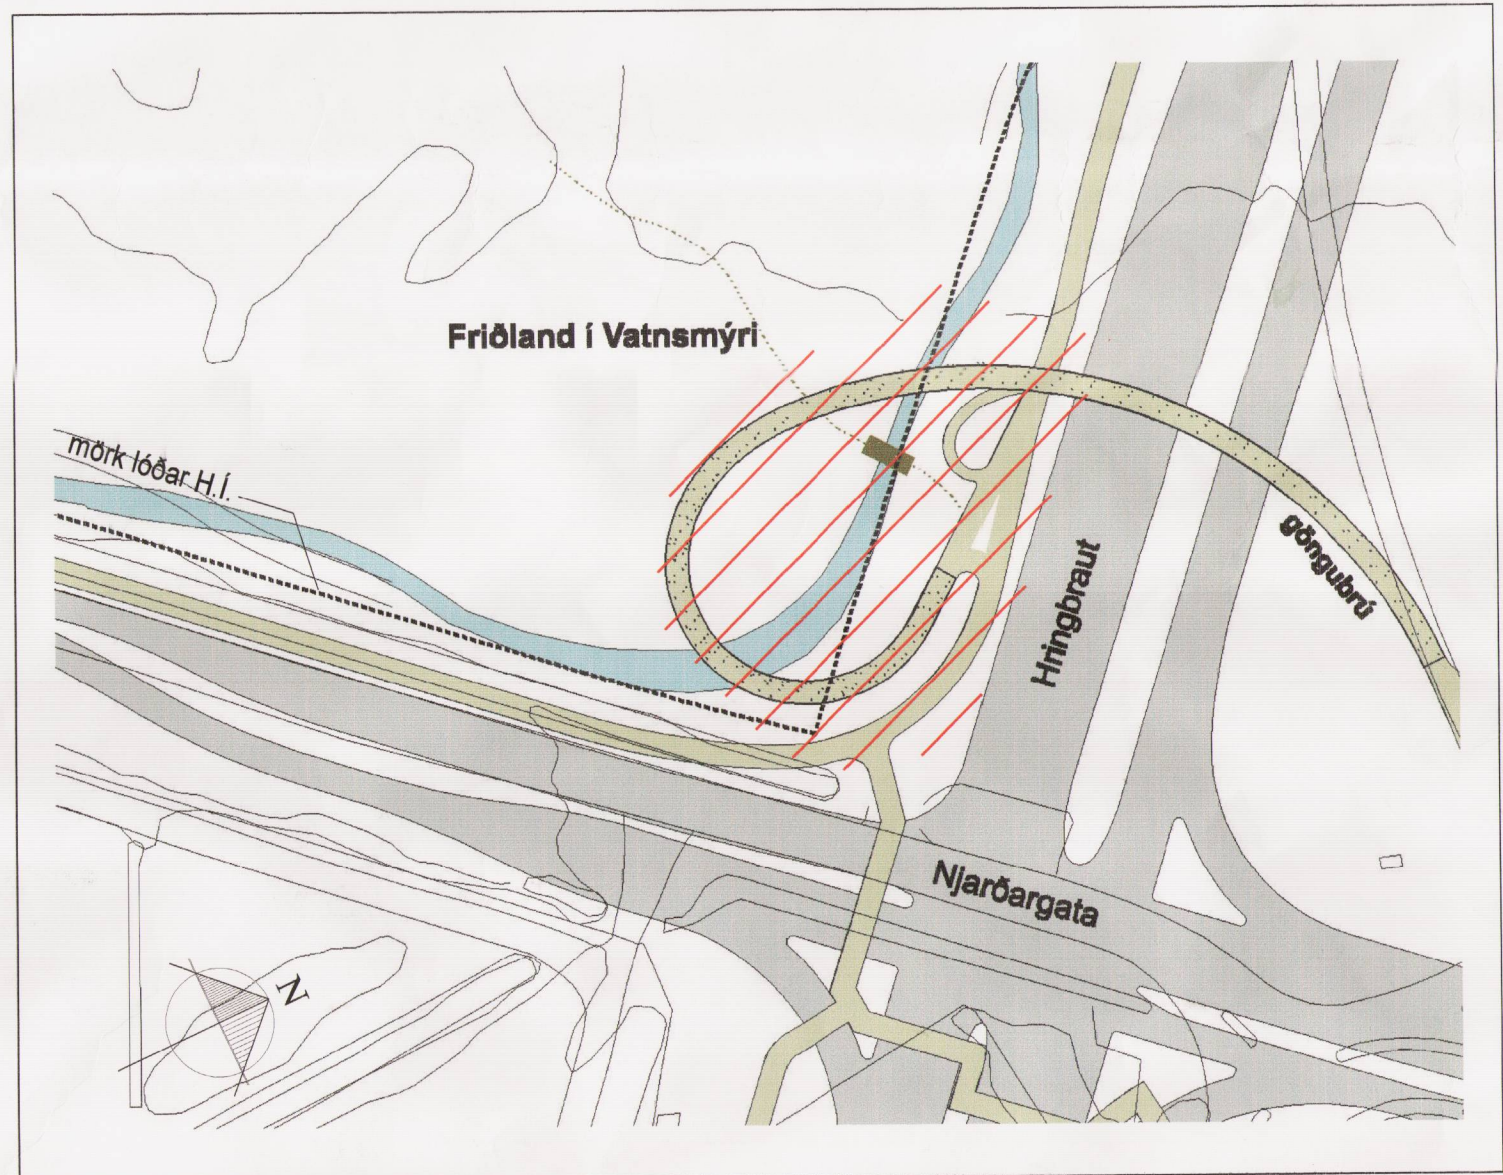 Friðland í Vatnsmýri
mörk lóðar H.Í.
göngubrú
Hringbraut
Njarðargata
N